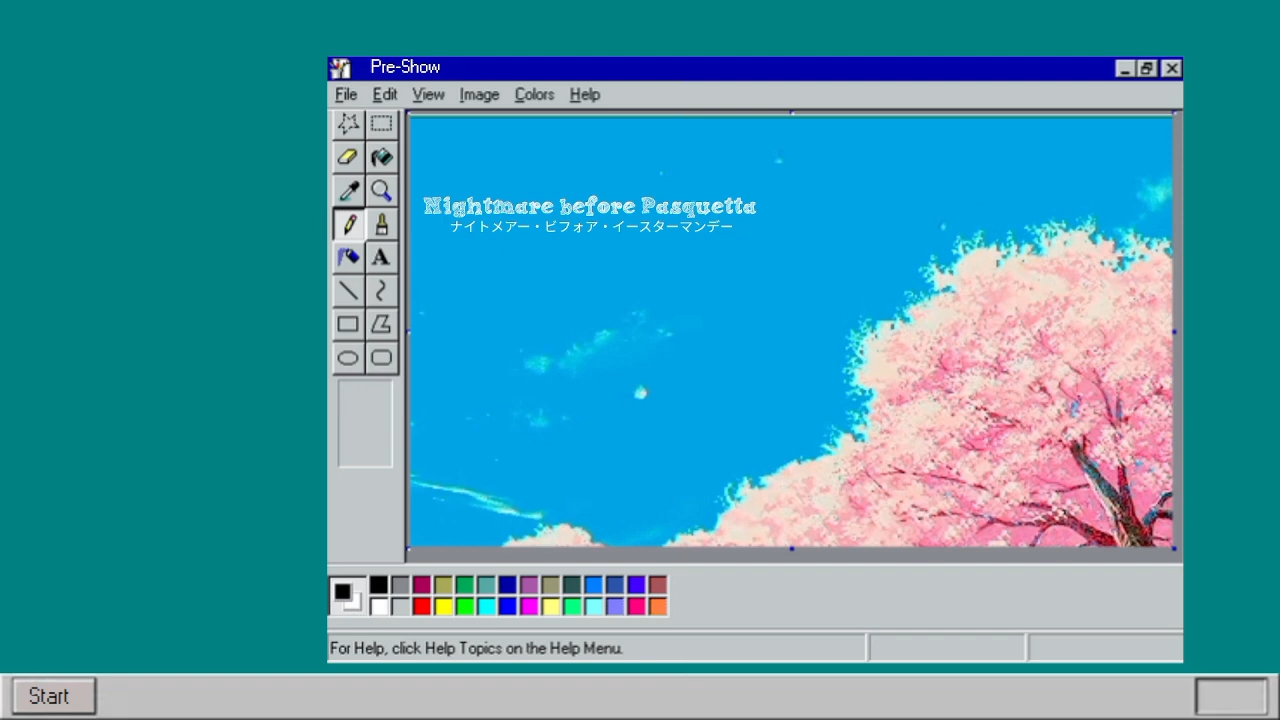 Pre-Show
File Edit View Image Colors Help
A
Nightmare before Pasquetta
ナイトメアー・ビフォア・イースターマンデー
For Help, click Help Topics on the Help Menu.
Start